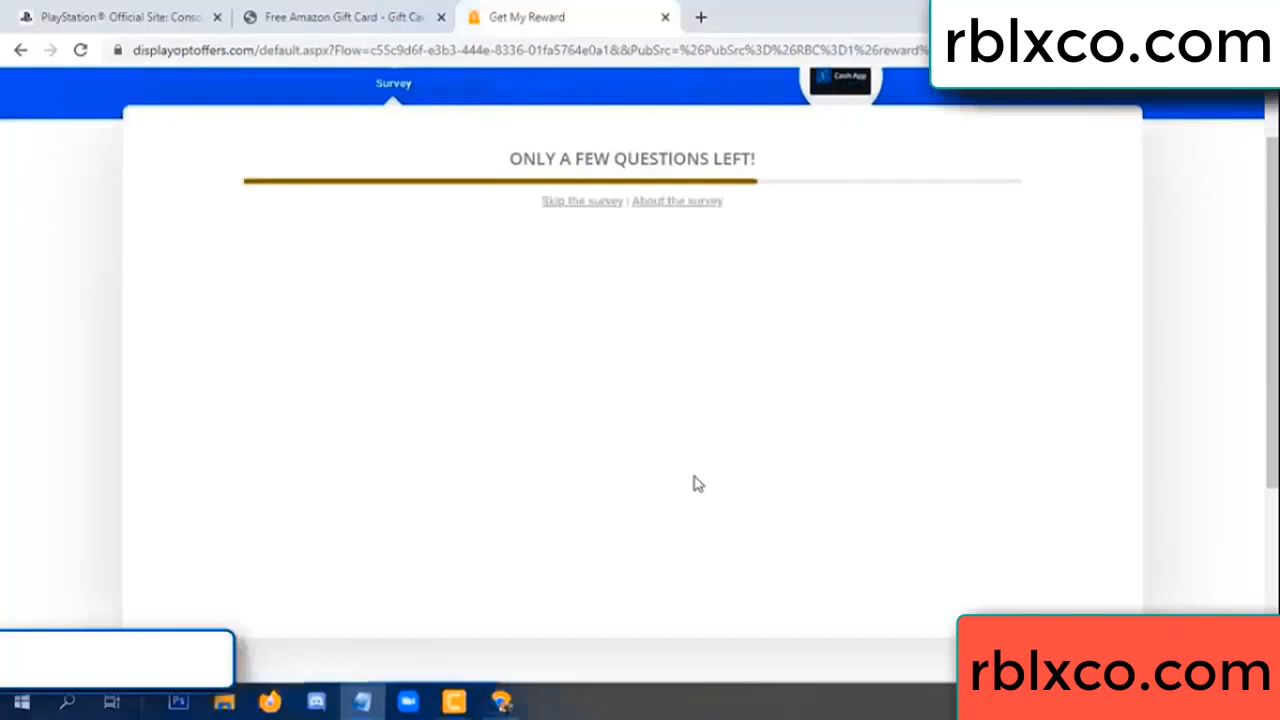 PlayStation® Official Site: Conso
Free Amazon Gift Card - Gift Car
Get My Reward
rblxco.com
displayoptoffers.com/default.aspx?Flow=c55c9d6f-e3b3-444e-8336-01fa5764e0a1&&PubSrc=%26PubSrc%3D%26RBC%3D1%26reward%
Survey
Cash App
ONLY A FEW QUESTIONS LEFT!
Skip the survey | About the survey
rblxco.com
Ps